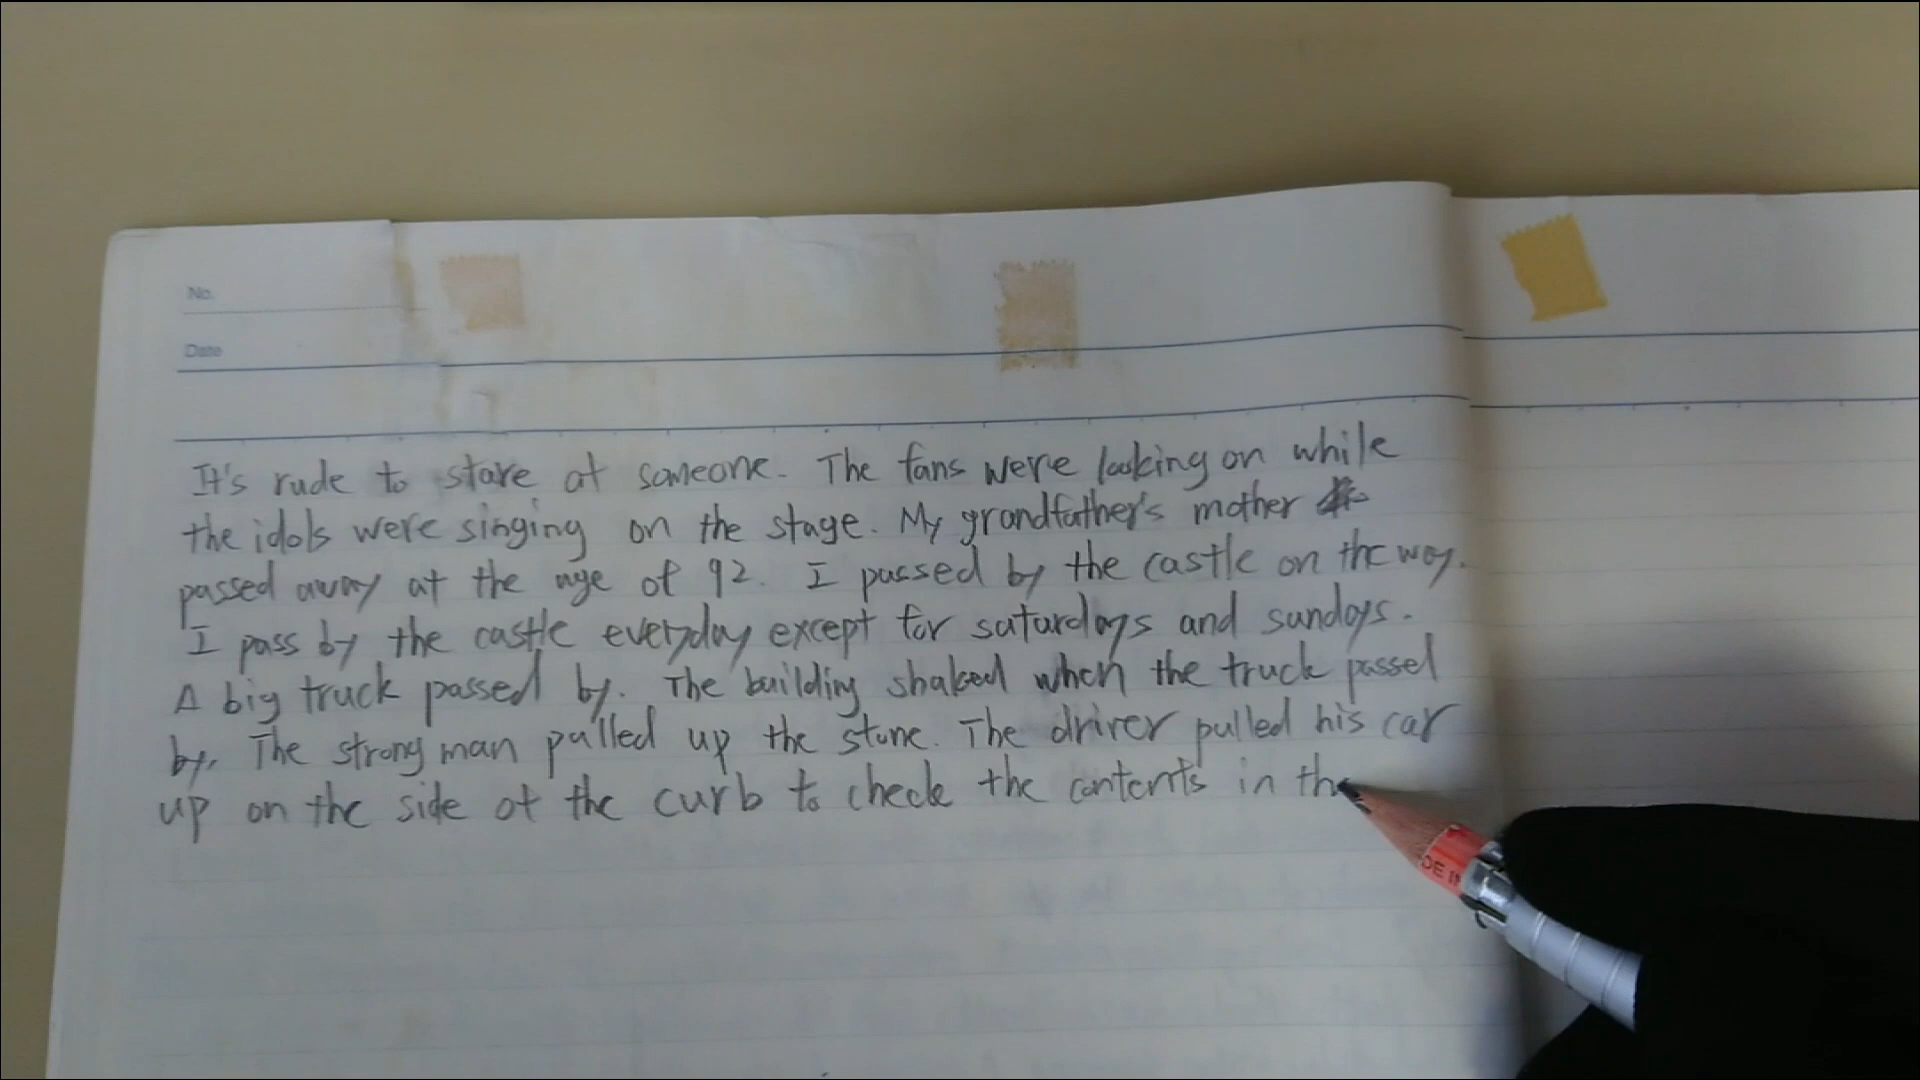 No.
Date
It's rude to stare at someone. The fans were looking on while
the idols were singing on the stage. My grandfather's mother
passed away at the age of 92. I passed by the castle on the way.
I pass by the castle everyday except for saturdays and sundays.
A big truck passed by. The building shaked when the truck passed
by. The strong man pulled up the stone. The driver pulled his car
up on the side of the curb to check the contents in the